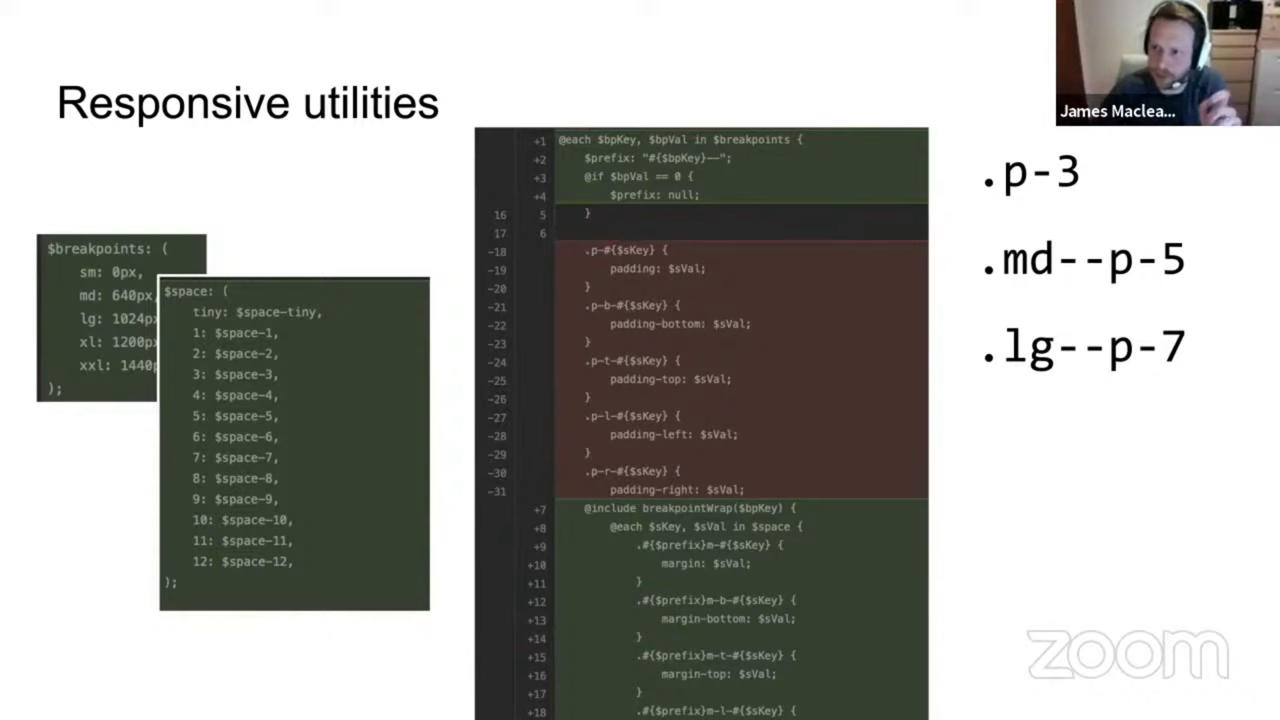 Responsive utilities
James Maclea...
$breakpoints: (
sm: 0px,
md: 640px,
lg: 1024px
xl: 1200p
xxl: 1440p
);
$space: (
tiny: $space-tiny,
1: $space-1,
2: $space-2,
3: $space-3,
4: $space-4,
5: $space-5,
6: $space-6,
7: $space-7,
8: $space-8,
9: $space-9,
10: $space-10,
11: $space-11,
12: $space-12,
);
+1 @each $bpKey, $bpVal in $breakpoints {
+2 $prefix: "#{$bpKey}--";
+3 @if $bpVal == 0 {
+4 $prefix: null;
16 5 }
17 6
-18 .p-#{$sKey} {
-19 padding: $sVal;
-20 }
-21 .p-b-#{$sKey} {
-22 padding-bottom: $sVal;
-23 }
-24 .p-t-#{$sKey} {
-25 padding-top: $sVal;
-26 }
-27 .p-l-#{$sKey} {
-28 padding-left: $sVal;
-29 }
-30 .p-r-#{$sKey} {
-31 padding-right: $sVal;
+7 @include breakpointWrap($bpKey) {
+8 @each $sKey, $sVal in $space {
+9 .#{$prefix}m-#{$sKey} {
+10 margin: $sVal;
+11 }
+12 .#{$prefix}m-b-#{$sKey} {
+13 margin-bottom: $sVal;
+14 }
+15 .#{$prefix}m-t-#{$sKey} {
+16 margin-top: $sVal;
+17 }
+18 .#{$prefix}m-l-#{$sKey} {
.p-3
.md--p-5
.lg--p-7
zoom